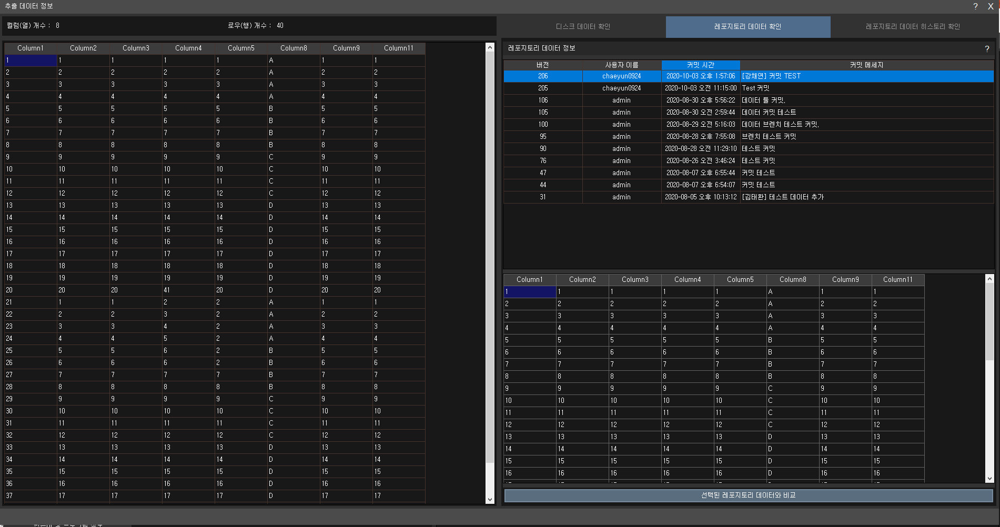 추출 데이터 정보
? X
컬럼(열) 개수 : 8 로우(행) 개수 : 40
Column1 Column2 Column3 Column4 Column5 Column8 Column9 Column11
1 1 1 1 1 A 1 1
2 2 2 2 2 A 2 2
3 3 3 3 3 A 3 3
4 4 4 4 4 A 4 4
5 5 5 5 5 B 5 5
6 6 6 6 6 B 6 6
7 7 7 7 7 B 7 7
8 8 8 8 8 B 8 8
9 9 9 9 9 C 9 9
10 10 10 10 10 C 10 10
11 11 11 11 11 C 11 11
12 12 12 12 12 C 12 12
13 13 13 13 13 D 13 13
14 14 14 14 14 D 14 14
15 15 15 15 15 D 15 15
16 16 16 16 16 D 16 16
17 17 17 17 17 D 17 17
18 18 18 18 18 D 18 18
19 19 19 19 19 D 19 19
20 20 20 41 20 D 20 20
21 1 1 2 2 A 1 1
22 2 2 3 2 A 2 2
23 3 3 4 2 A 3 3
24 4 4 5 2 A 4 4
25 5 5 6 2 B 5 5
26 6 6 6 2 B 6 6
27 7 7 7 7 B 7 7
28 8 8 8 8 B 8 8
29 9 9 9 9 C 9 9
30 10 10 10 10 C 10 10
31 11 11 11 11 C 11 11
32 12 12 12 12 C 12 12
33 13 13 13 13 D 13 13
34 14 14 14 14 D 14 14
35 15 15 15 15 D 15 15
36 16 16 16 16 D 16 16
37 17 17 17 17 D 17 17
디스크 데이터 확인 레포지토리 데이터 확인 레포지토리 데이터 히스토리 확인
레포지토리 데이터 정보 ?
버전 사용자 이름 커밋 시간 커밋 메세지
206 chaeyun0924 2020-10-03 오후 1:57:06 [강채연] 커밋 TEST
205 chaeyun0924 2020-10-03 오전 11:15:00 Test 커밋
106 admin 2020-08-30 오후 5:56:22 데이터 툴 커밋.
105 admin 2020-08-30 오전 2:59:44 데이터 커밋 테스트
100 admin 2020-08-29 오전 5:16:03 데이터 브렌치 테스트 커밋.
95 admin 2020-08-28 오후 7:55:08 브렌치 테스트 커밋
90 admin 2020-08-28 오전 11:29:10 테스트 커밋
76 admin 2020-08-26 오전 3:46:24 테스트 커밋
47 admin 2020-08-07 오후 6:55:44 커밋 테스트
44 admin 2020-08-07 오후 6:54:07 커밋 테스트
31 admin 2020-08-05 오후 10:13:12 [김태환] 테스트 데이터 추가
Column1 Column2 Column3 Column4 Column5 Column8 Column9 Column11
1 1 1 1 1 A 1 1
2 2 2 2 2 A 2 2
3 3 3 3 3 A 3 3
4 4 4 4 4 A 4 4
5 5 5 5 5 B 5 5
6 6 6 6 6 B 6 6
7 7 7 7 7 B 7 7
8 8 8 8 8 B 8 8
9 9 9 9 9 C 9 9
10 10 10 10 10 C 10 10
11 11 11 11 11 C 11 11
12 12 12 12 12 C 12 12
13 13 13 13 13 D 13 13
14 14 14 14 14 D 14 14
15 15 15 15 15 D 15 15
16 16 16 16 16 D 16 16
선택된 레포지토리 데이터와 비교